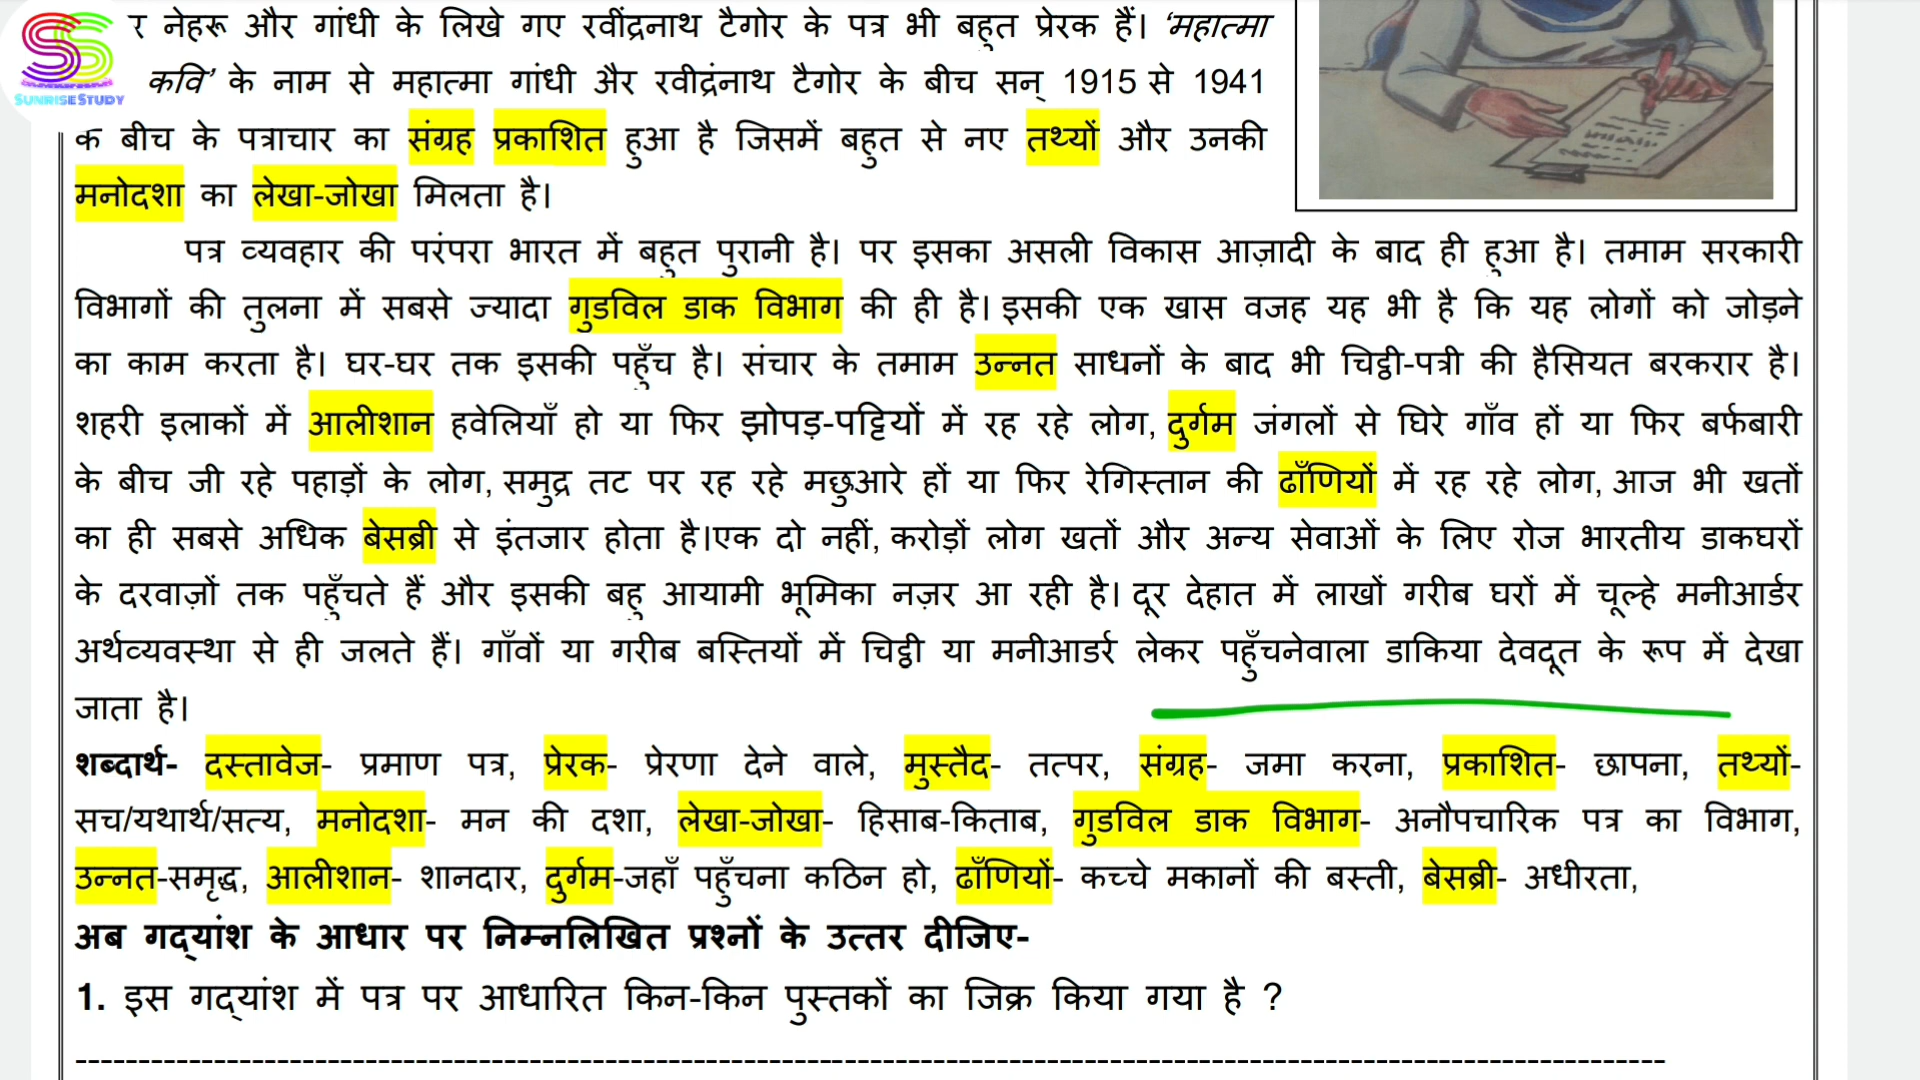 SUNRISE STUDY
र नेहरू और गांधी के लिखे गए रवींद्रनाथ टैगोर के पत्र भी बहुत प्रेरक हैं। 'महात्मा
कवि' के नाम से महात्मा गांधी अैर रवीद्रंनाथ टैगोर के बीच सन् 1915 से 1941
के बीच के पत्राचार का संग्रह प्रकाशित हुआ है जिसमें बहुत से नए तथ्यों और उनकी
मनोदशा का लेखा-जोखा मिलता है।
पत्र व्यवहार की परंपरा भारत में बहुत पुरानी है। पर इसका असली विकास आज़ादी के बाद ही हुआ है। तमाम सरकारी
विभागों की तुलना में सबसे ज्यादा गुडविल डाक विभाग की ही है। इसकी एक खास वजह यह भी है कि यह लोगों को जोड़ने
का काम करता है। घर-घर तक इसकी पहुँच है। संचार के तमाम उन्नत साधनों के बाद भी चिट्ठी-पत्री की हैसियत बरकरार है।
शहरी इलाकों में आलीशान हवेलियाँ हो या फिर झोपड़-पट्टियों में रह रहे लोग, दुर्गम जंगलों से घिरे गाँव हों या फिर बर्फबारी
के बीच जी रहे पहाड़ों के लोग, समुद्र तट पर रह रहे मछुआरे हों या फिर रेगिस्तान की ढाँणियों में रह रहे लोग, आज भी खतों
का ही सबसे अधिक बेसब्री से इंतजार होता है।एक दो नहीं, करोड़ों लोग खतों और अन्य सेवाओं के लिए रोज भारतीय डाकघरों
के दरवाज़ों तक पहुँचते हैं और इसकी बहु आयामी भूमिका नज़र आ रही है। दूर देहात में लाखों गरीब घरों में चूल्हे मनीआर्डर
अर्थव्यवस्था से ही जलते हैं। गाँवों या गरीब बस्तियों में चिट्ठी या मनीआडर्र लेकर पहुँचनेवाला डाकिया देवदूत के रूप में देखा
जाता है।
शब्दार्थ- दस्तावेज- प्रमाण पत्र, प्रेरक- प्रेरणा देने वाले, मुस्तैद- तत्पर, संग्रह- जमा करना, प्रकाशित- छापना, तथ्यों-
सच/यथार्थ/सत्य, मनोदशा- मन की दशा, लेखा-जोखा- हिसाब-किताब, गुडविल डाक विभाग- अनौपचारिक पत्र का विभाग,
उन्नत-समृद्ध, आलीशान- शानदार, दुर्गम-जहाँ पहुँचना कठिन हो, ढाँणियों- कच्चे मकानों की बस्ती, बेसब्री- अधीरता,
अब गद्यांश के आधार पर निम्नलिखित प्रश्नों के उत्तर दीजिए-
1. इस गद्यांश में पत्र पर आधारित किन-किन पुस्तकों का जिक्र किया गया है ?